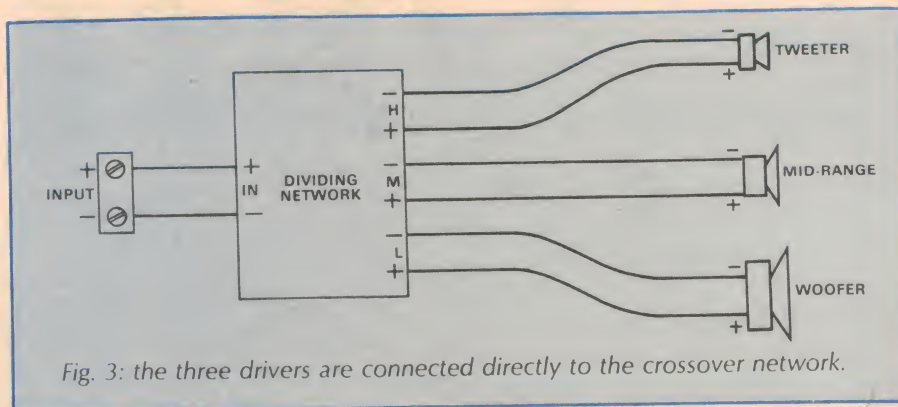 −
TWEETER
+
− H +
+
INPUT
−
+
IN
−
DIVIDING
NETWORK
− M +
−
MID-RANGE
+
− L +
−
WOOFER
+
Fig. 3: the three drivers are connected directly to the crossover network.